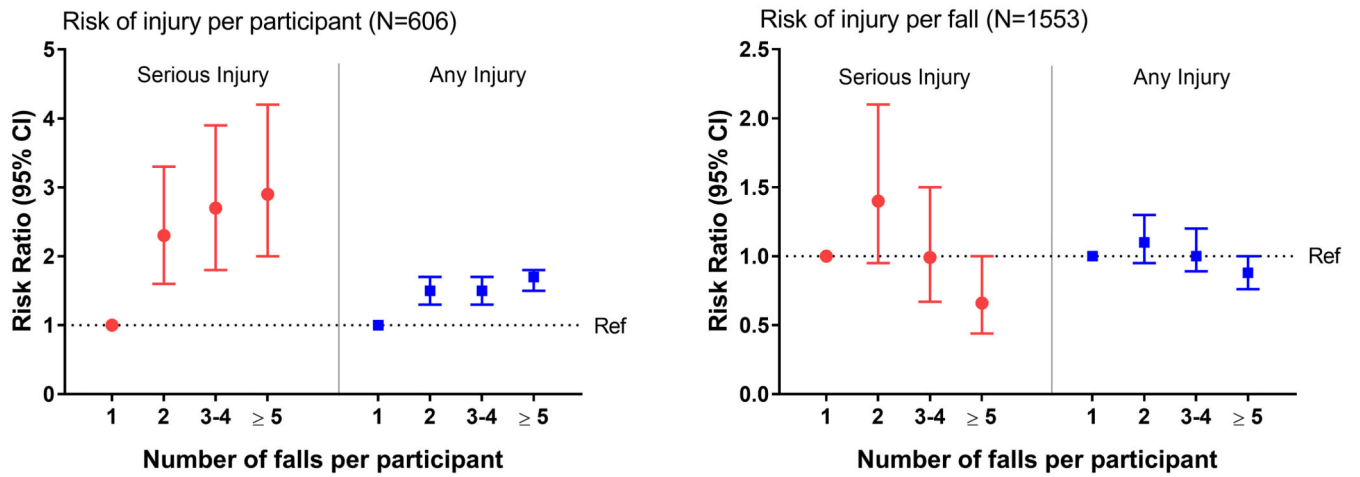 Risk of injury per participant (N=606)
Risk Ratio (95% CI)
5
4
3
2
1
0
Serious Injury
Any Injury
Ref
1
2
3-4
≥ 5
1
2
3-4
≥ 5
Number of falls per participant
Risk of injury per fall (N=1553)
Risk Ratio (95% CI)
2.5
2.0
1.5
1.0
0.5
0.0
Serious Injury
Any Injury
Ref
1
2
3-4
≥ 5
1
2
3-4
≥ 5
Number of falls per participant